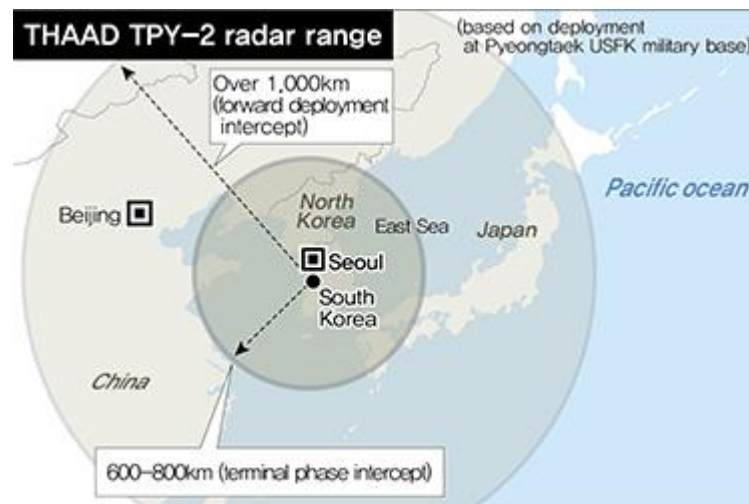 THAAD TPY-2 radar range
(based on deployment
at Pyeongtaek USFK military base)
Over 1,000km
(forward deployment
intercept)
Beijing
North
Korea
East Sea
Japan
Pacific ocean
Seoul
South
Korea
China
600-800km (terminal phase intercept)